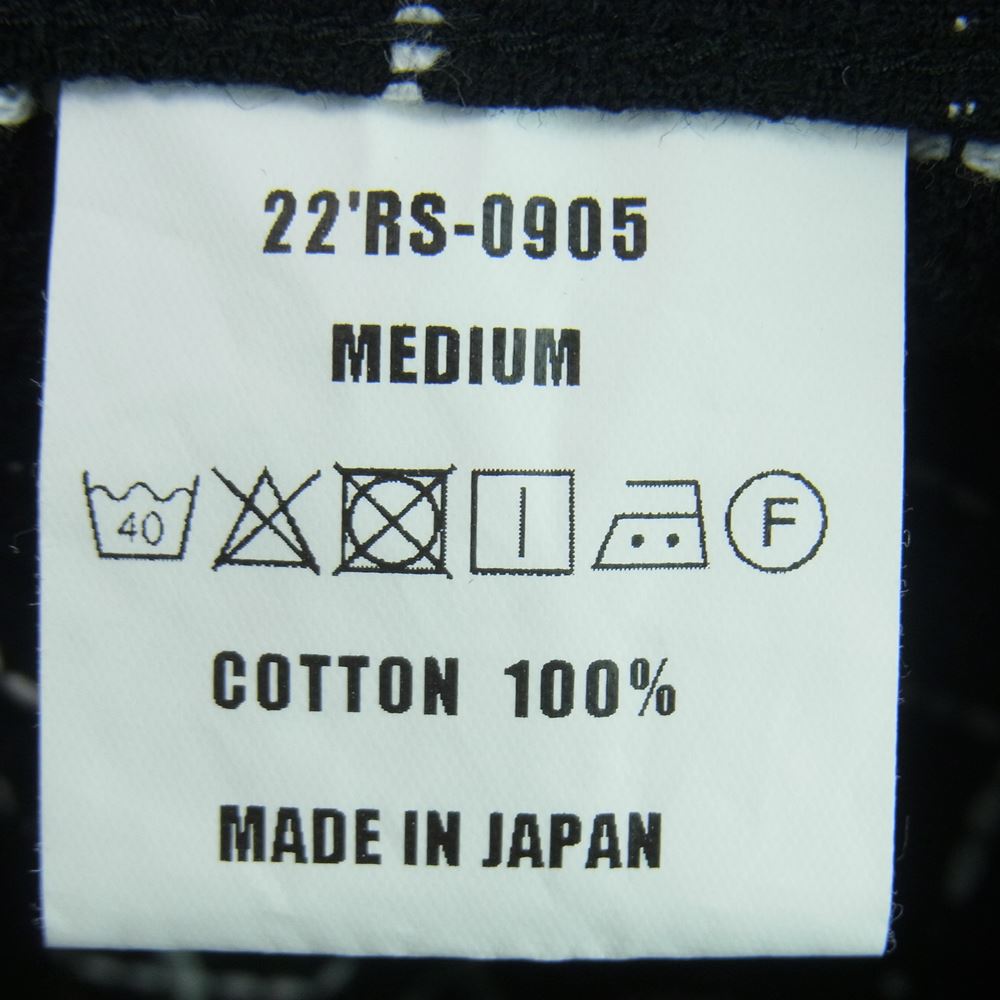 22'RS-0905
MEDIUM
40 F
COTTON 100%
MADE IN JAPAN